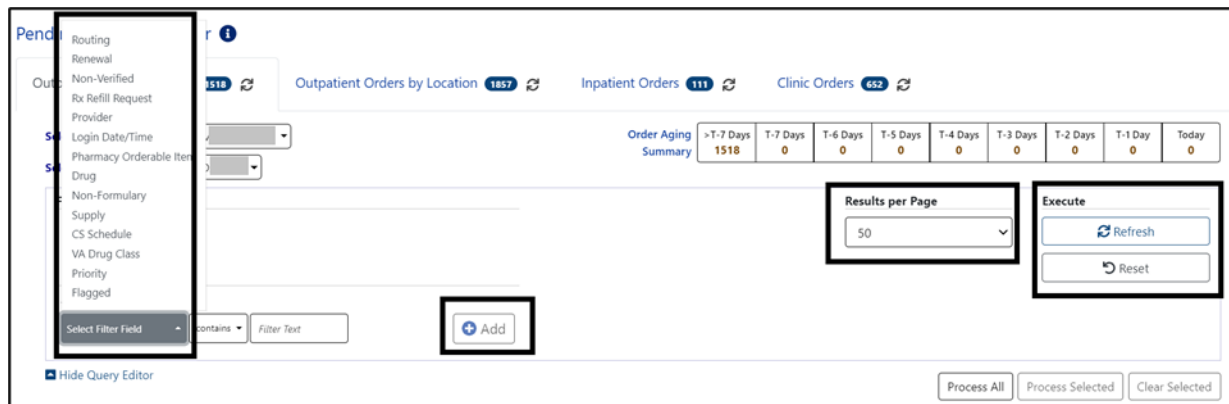 Pend r
Routing
Renewal
Non-Verified
Rx Refill Request
Provider
Login Date/Time
Pharmacy Orderable Iten
Drug
Non-Formulary
Supply
CS Schedule
VA Drug Class
Priority
Flagged
Select Filter Field
Out 1518 Outpatient Orders by Location 1857 Inpatient Orders 111 Clinic Orders 652
Order Aging Summary
>T-7 Days T-7 Days T-6 Days T-5 Days T-4 Days T-3 Days T-2 Days T-1 Day Today
1518 0 0 0 0 0 0 0 0
Results per Page
50
Execute
Refresh
Reset
contains Filter Text
Add
Hide Query Editor
Process All Process Selected Clear Selected